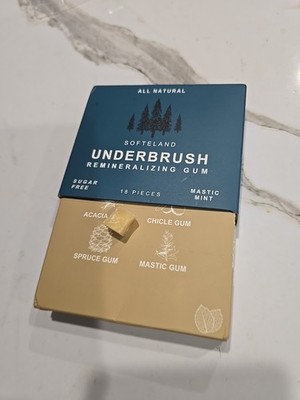 ALL NATURAL
SOFTELAND
UNDERBRUSH
REMINERALIZING GUM
SUGAR FREE
18 PIECES
MASTIC MINT
ACACIA
CHICLE GUM
SPRUCE GUM
MASTIC GUM